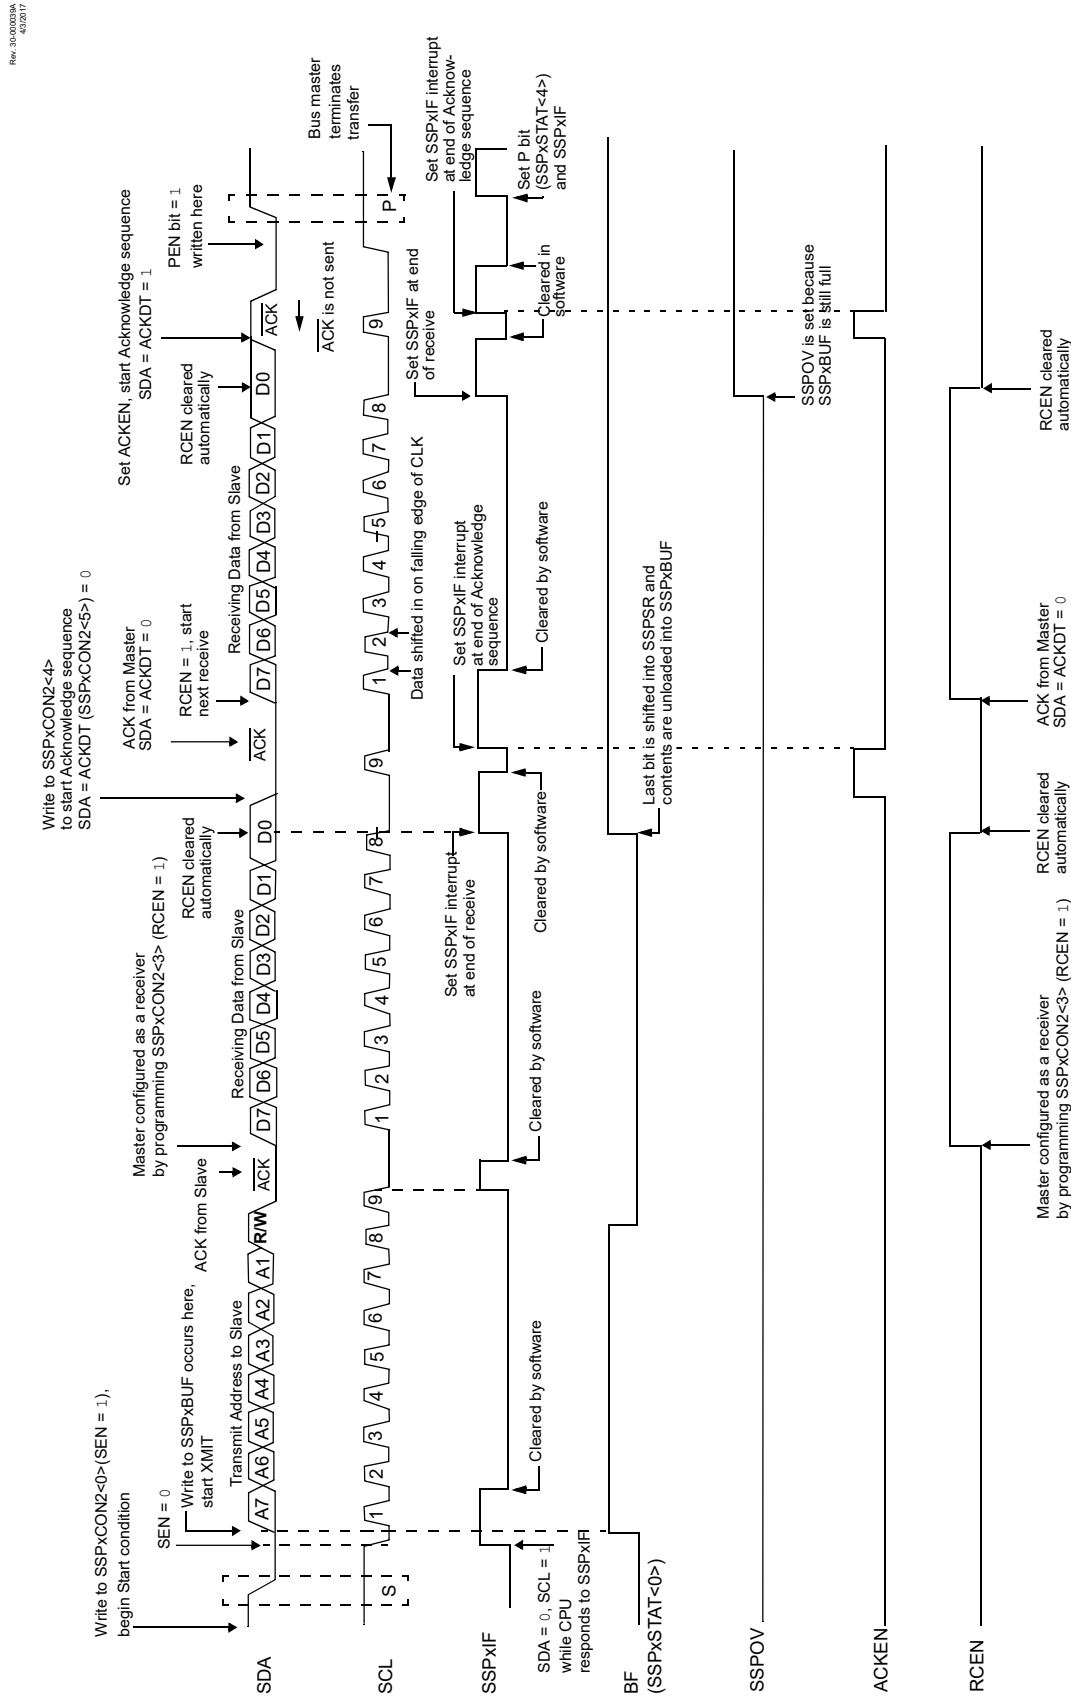 Rev. 30-000039A
4/3/2017
Write to SSPxCON2<0>(SEN = 1),
begin Start condition
SEN = 0
Write to SSPxBUF occurs here,
start XMIT
ACK from Slave
Master configured as a receiver
by programming SSPxCON2<3> (RCEN = 1)
RCEN cleared
automatically
Write to SSPxCON2<4>
to start Acknowledge sequence
SDA = ACKDT (SSPxCON2<5>) = 0
ACK from Master
SDA = ACKDT = 0
RCEN = 1, start
next receive
RCEN cleared
automatically
Set ACKEN, start Acknowledge sequence
SDA = ACKDT = 1
PEN bit = 1
written here
Transmit Address to Slave
Receiving Data from Slave
Receiving Data from Slave
SDA
A7 A6 A5 A4 A3 A2 A1 R/W ACK D7 D6 D5 D4 D3 D2 D1 D0 ACK D7 D6 D5 D4 D3 D2 D1 D0 ACK
ACK is not sent
Bus master
terminates
transfer
SCL
S 1 2 3 4 5 6 7 8 9 1 2 3 4 5 6 7 8 9 1 2 3 4 5 6 7 8 9 P
Data shifted in on falling edge of CLK
Set SSPxIF interrupt
at end of receive
Set SSPxIF interrupt
at end of Acknowledge
sequence
Set SSPxIF at end
of receive
Set SSPxIF interrupt
at end of Acknow-
ledge sequence
SSPxIF
SDA = 0, SCL = 1
while CPU
responds to SSPxIF
Cleared by software
Cleared by software
Cleared by software
Cleared by software
Cleared in
software
Set P bit
(SSPxSTAT<4>)
and SSPxIF
BF
(SSPxSTAT<0>)
Last bit is shifted into SSPSR and
contents are unloaded into SSPxBUF
SSPOV
SSPOV is set because
SSPxBUF is still full
ACKEN
RCEN
Master configured as a receiver
by programming SSPxCON2<3> (RCEN = 1)
RCEN cleared
automatically
ACK from Master
SDA = ACKDT = 0
RCEN cleared
automatically